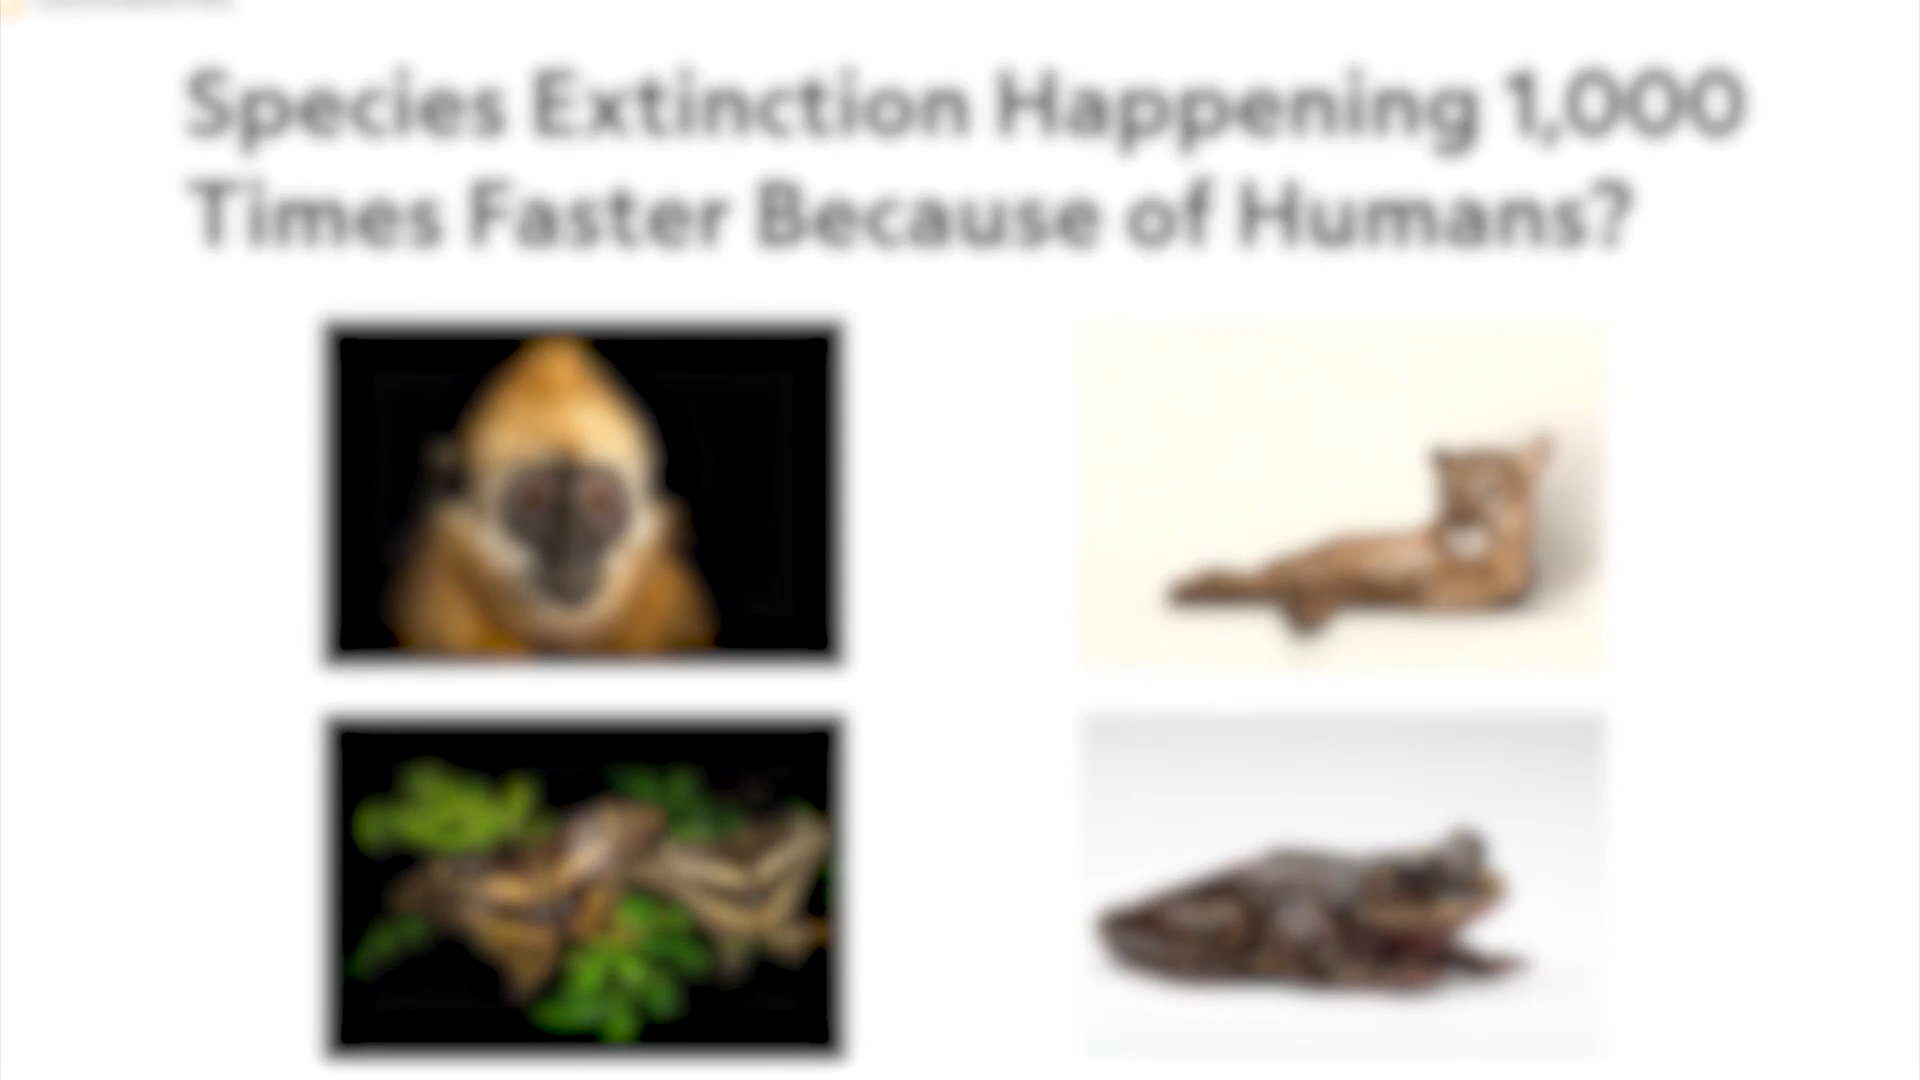 Species Extinction Happening 1,000
Times Faster Because of Humans?